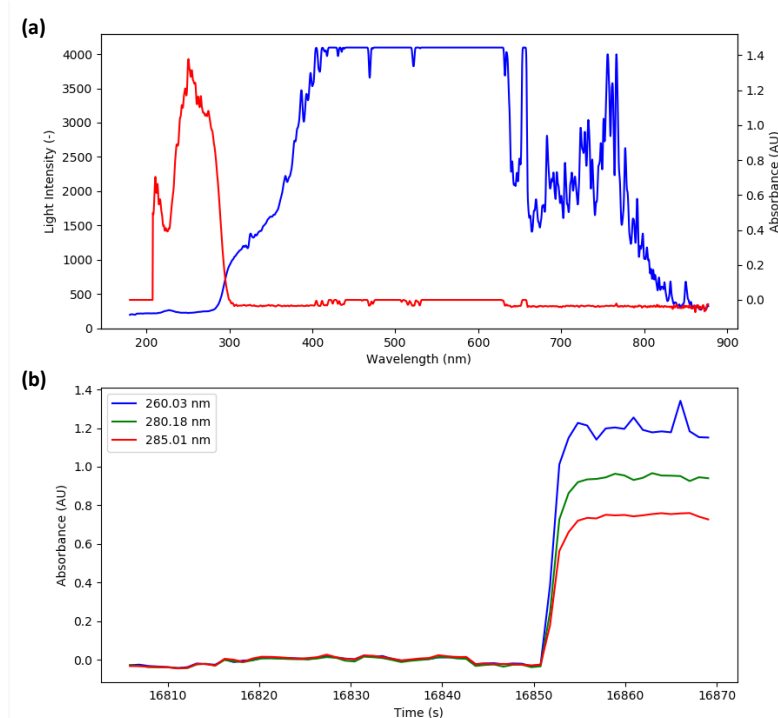 (a)
4000
3500
3000
2500
2000
1500
1000
500
0
Light Intensity (-)
1.4
1.2
1.0
0.8
0.6
0.4
0.2
0.0
Absorbance (AU)
200 300 400 500 600 700 800 900
Wavelength (nm)
(b)
1.4
1.2
1.0
0.8
0.6
0.4
0.2
0.0
Absorbance (AU)
260.03 nm
280.18 nm
285.01 nm
16810 16820 16830 16840 16850 16860 16870
Time (s)